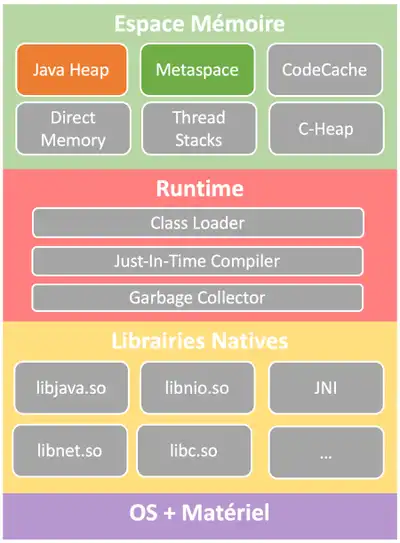 Espace Mémoire
Java Heap
Metaspace
CodeCache
Direct
Memory
Thread
Stacks
C-Heap
Runtime
Class Loader
Just-In-Time Compiler
Garbage Collector
Librairies Natives
libjava.so
libnio.so
JNI
libnet.so
libc.so
...
OS + Matériel